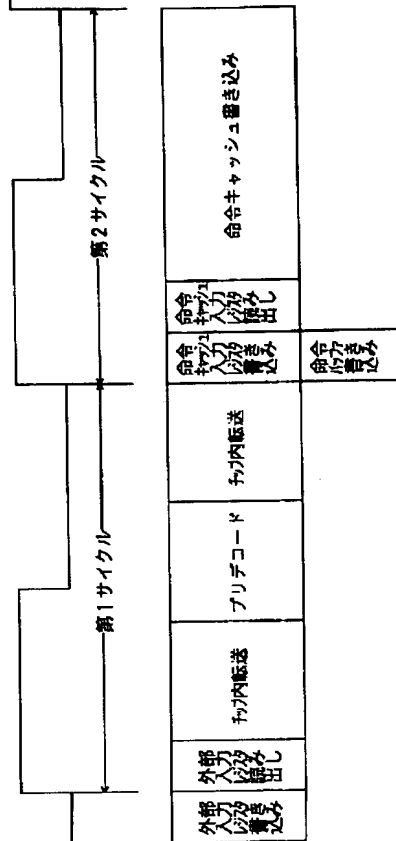 第1サイクル
第2サイクル
外部
入力
レジスタ
書き
込み
外部
入力
レジスタ
読み
出し
チップ内転送
プリデコード
チップ内転送
命令
キャッシュ
入力
レジスタ
書き
込み
命令
キャッシュ
入力
レジスタ
読み
出し
命令キャッシュ書き込み
命令
バッファ
書き
込み